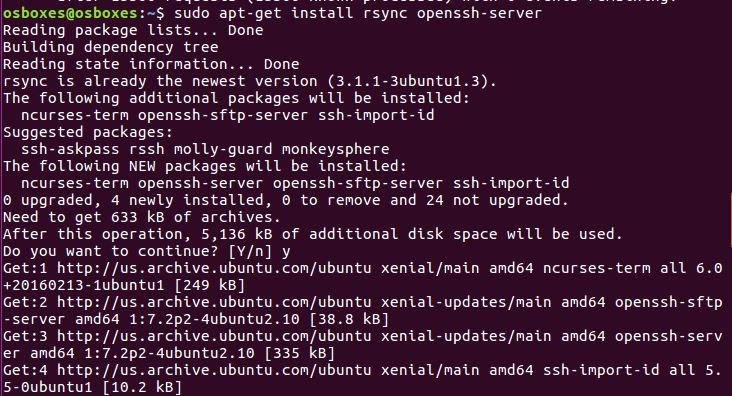 osboxes@osboxes:~$ sudo apt-get install rsync openssh-server
Reading package lists... Done
Building dependency tree
Reading state information... Done
rsync is already the newest version (3.1.1-3ubuntu1.3).
The following additional packages will be installed:
  ncurses-term openssh-sftp-server ssh-import-id
Suggested packages:
  ssh-askpass rssh molly-guard monkeysphere
The following NEW packages will be installed:
  ncurses-term openssh-server openssh-sftp-server ssh-import-id
0 upgraded, 4 newly installed, 0 to remove and 24 not upgraded.
Need to get 633 kB of archives.
After this operation, 5,136 kB of additional disk space will be used.
Do you want to continue? [Y/n] y
Get:1 http://us.archive.ubuntu.com/ubuntu xenial/main amd64 ncurses-term all 6.0
+20160213-1ubuntu1 [249 kB]
Get:2 http://us.archive.ubuntu.com/ubuntu xenial-updates/main amd64 openssh-sftp
-server amd64 1:7.2p2-4ubuntu2.10 [38.8 kB]
Get:3 http://us.archive.ubuntu.com/ubuntu xenial-updates/main amd64 openssh-serv
er amd64 1:7.2p2-4ubuntu2.10 [335 kB]
Get:4 http://us.archive.ubuntu.com/ubuntu xenial/main amd64 ssh-import-id all 5.
5-0ubuntu1 [10.2 kB]